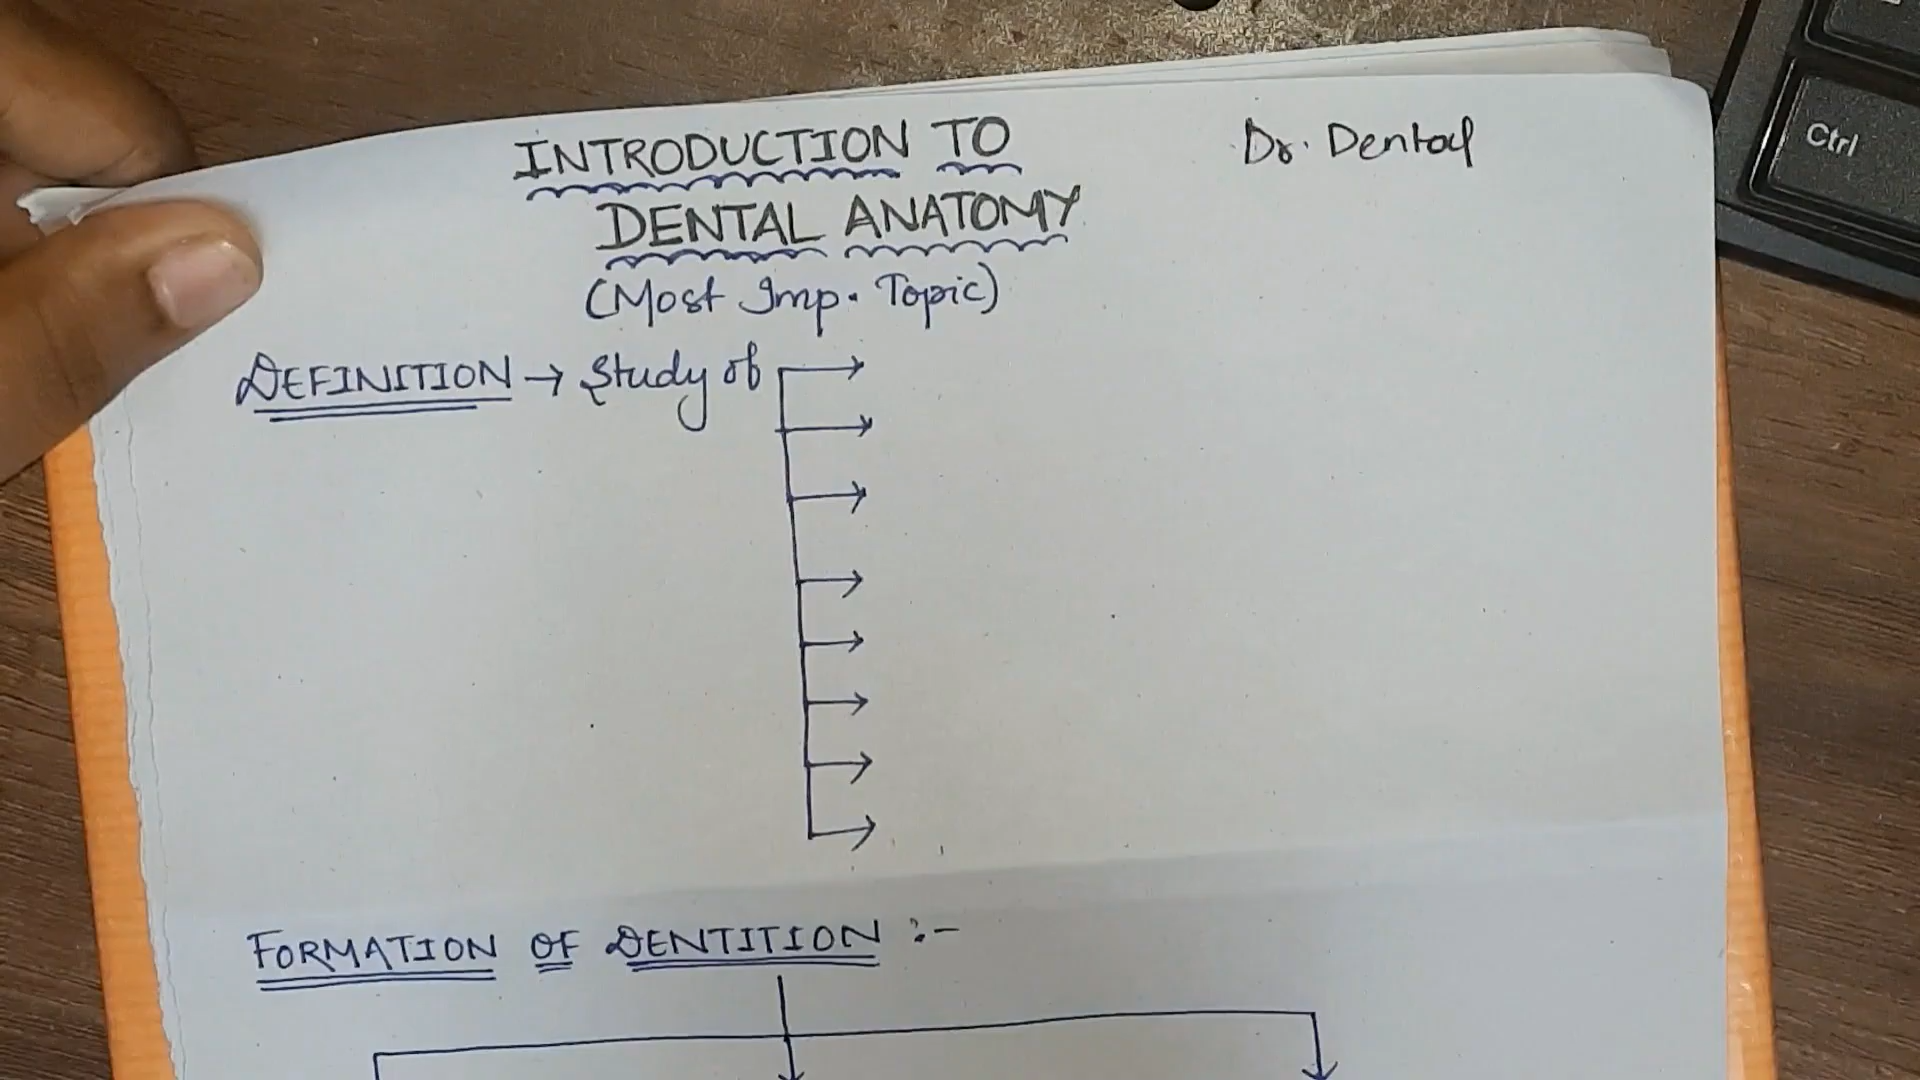 INTRODUCTION TO
DENTAL ANATOMY
(Most Imp. Topic)
Dr. Dental
DEFINITION → Study of
FORMATION OF DENTITION :-
Ctrl